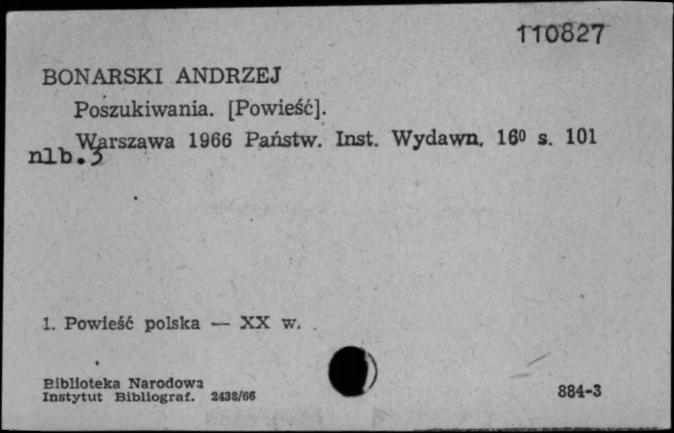 110827
BONARSKI ANDRZEJ
Poszukiwania. [Powieść].
Warszawa 1966 Państw. Inst. Wydawn. 16⁰ s. 101
nlb.3
1. Powieść polska — XX w.
Biblioteka Narodowa
Instytut Bibliograf. 2438/66
884-3